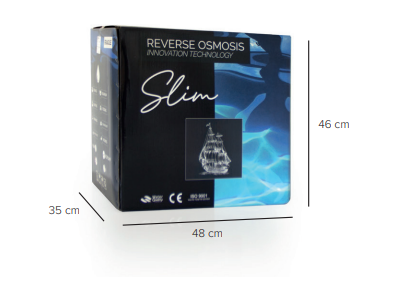 REVERSE OSMOSIS
INNOVATION TECHNOLOGY
Slim
CE
ISO 9001
46 cm
35 cm
48 cm